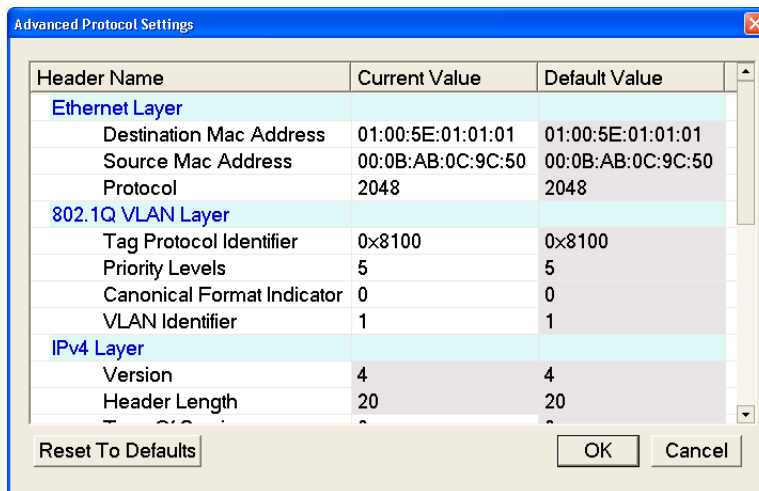 Advanced Protocol Settings
Header Name Current Value Default Value
Ethernet Layer
Destination Mac Address 01:00:5E:01:01:01 01:00:5E:01:01:01
Source Mac Address 00:0B:AB:0C:9C:50 00:0B:AB:0C:9C:50
Protocol 2048 2048
802.1Q VLAN Layer
Tag Protocol Identifier 0x8100 0x8100
Priority Levels 5 5
Canonical Format Indicator 0 0
VLAN Identifier 1 1
IPv4 Layer
Version 4 4
Header Length 20 20
Reset To Defaults OK Cancel